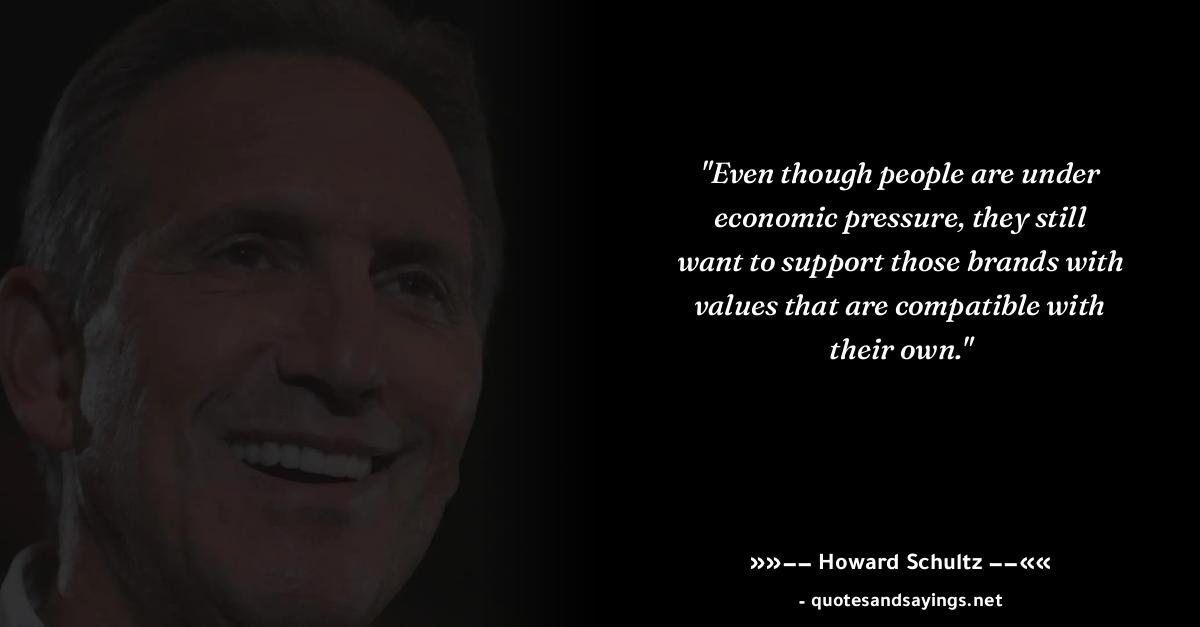 "Even though people are under
economic pressure, they still
want to support those brands with
values that are compatible with
their own."
»»–– Howard Schultz ––««
- quotesandsayings.net